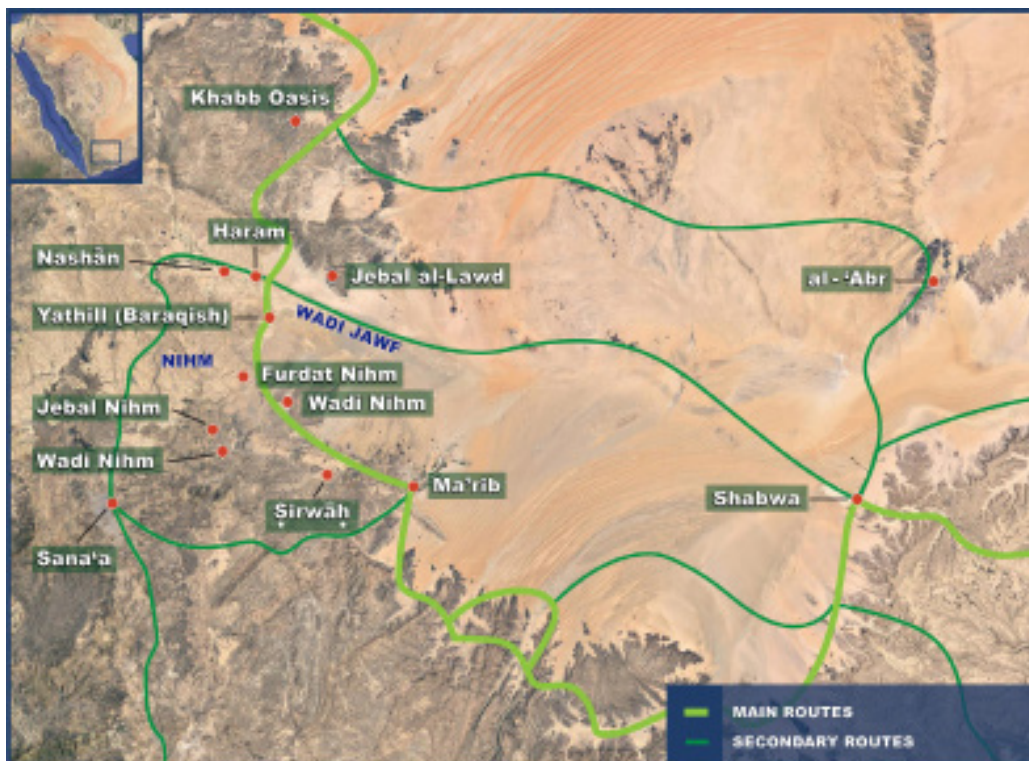 Khabb Oasis
Haram
Nashān
Jebal al-Lawd
al-‘Abr
Yathill (Baraqish)
WADI JAWF
NIHM
Furdat Nihm
Wadi Nihm
Jebal Nihm
Wadi Nihm
Ma’rib
Shabwa
Ṣirwāḥ
Sana‘a
MAIN ROUTES
SECONDARY ROUTES